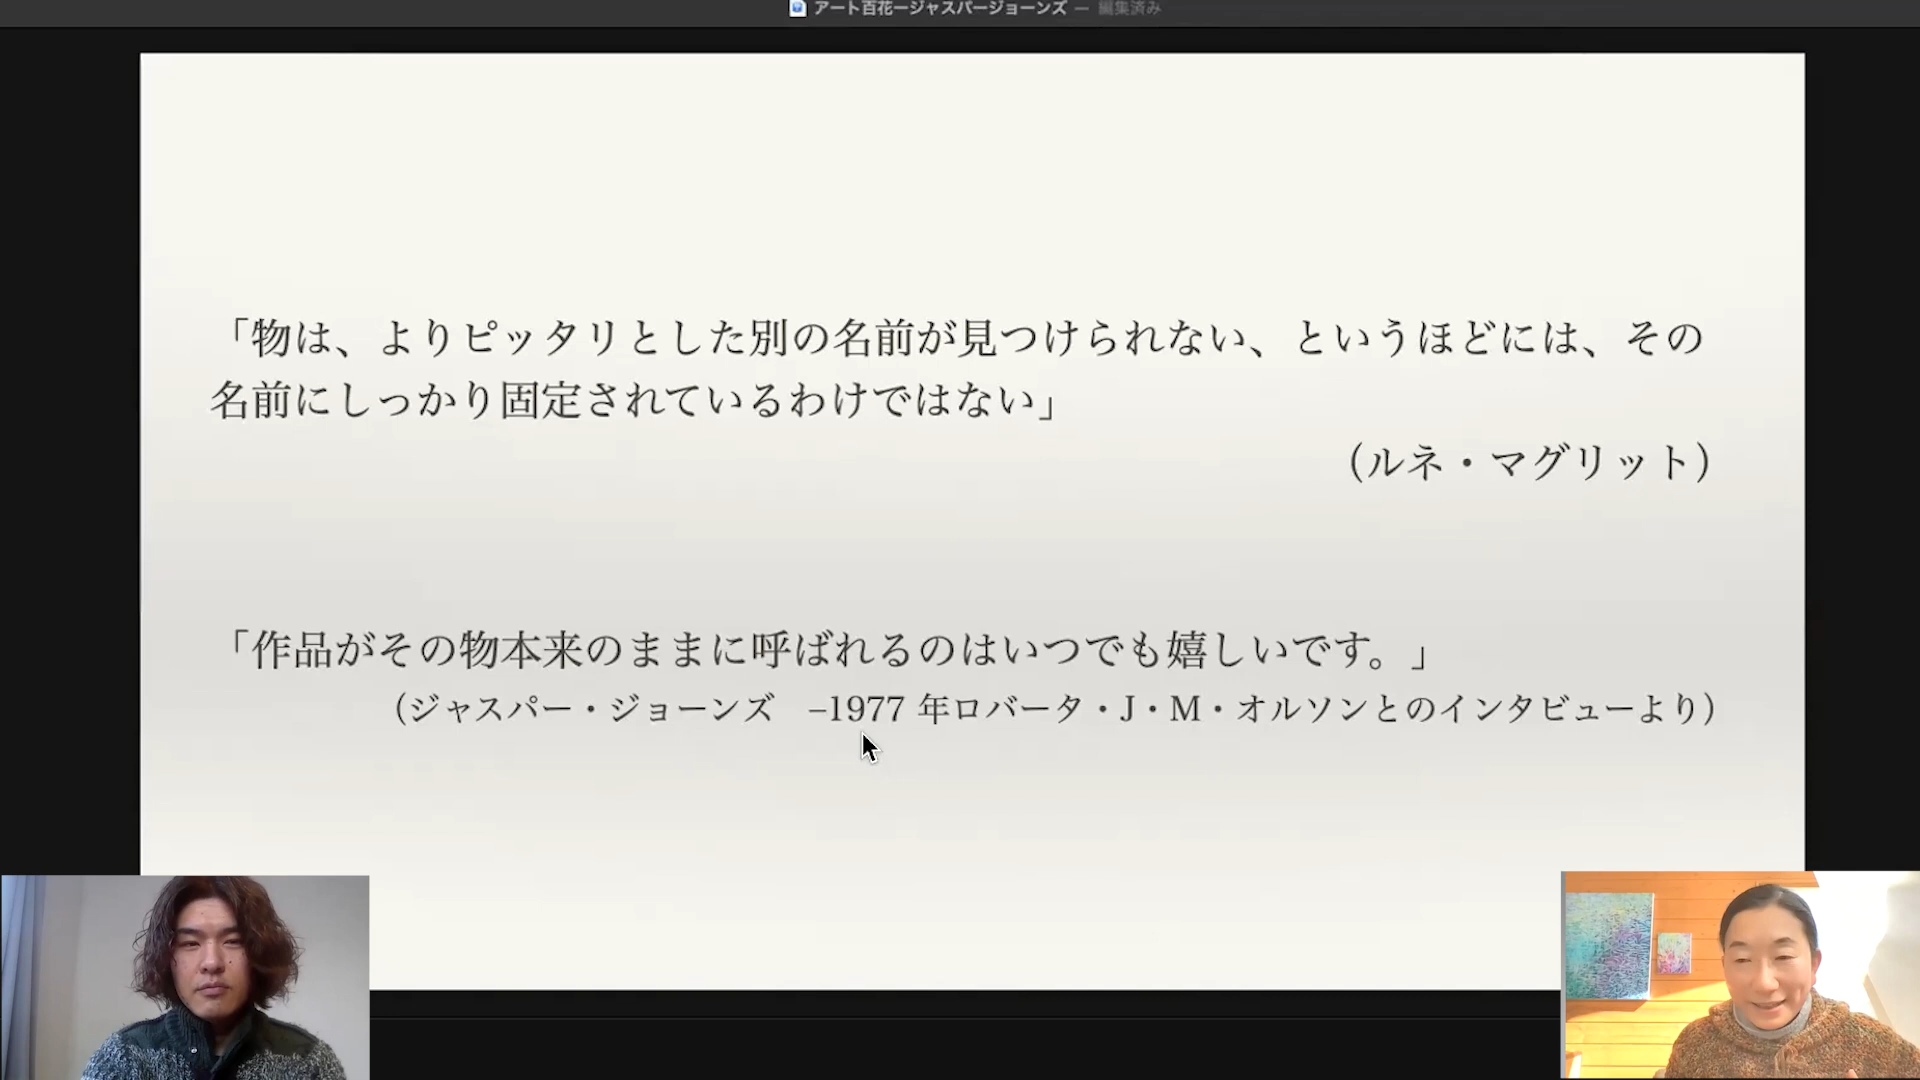 アート百花ージャスパージョーンズ — 編集済み
「物は、よりピッタリとした別の名前が見つけられない、というほどには、その
名前にしっかり固定されているわけではない」
（ルネ・マグリット）
「作品がその物本来のままに呼ばれるのはいつでも嬉しいです。」
（ジャスパー・ジョーンズ　–1977 年ロバータ・J・M・オルソンとのインタビューより）